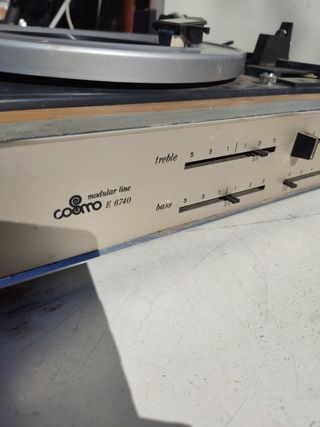 treble
5 3 1 1 3 5
modular line
cosmo E 6740
bass
5 3 1 1 3 5